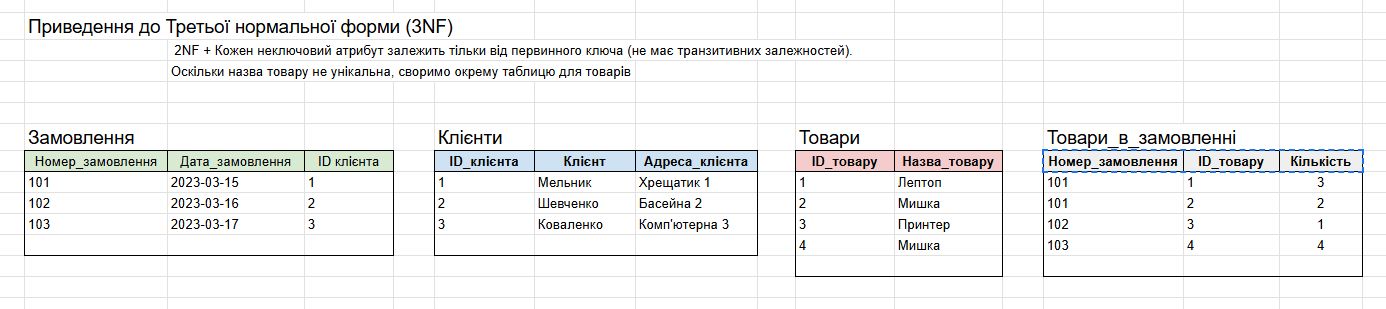 Приведення до Третьої нормальної форми (3NF)
2NF + Кожен неключовий атрибут залежить тільки від первинного ключа (не має транзитивних залежностей).
Оскільки назва товару не унікальна, своримо окрему таблицю для товарів
Замовлення Клієнти Товари Товари_в_замовленні
Номер_замовлення Дата_замовлення ID клієнта ID_клієнта Клієнт Адреса_клієнта ID_товару Назва_товару Номер_замовлення ID_товару Кількість
101 2023-03-15 1 1 Мельник Хрещатик 1 1 Лептоп 101 1 3
102 2023-03-16 2 2 Шевченко Басейна 2 2 Мишка 101 2 2
103 2023-03-17 3 3 Коваленко Комп'ютерна 3 3 Принтер 102 3 1
4 Мишка 103 4 4